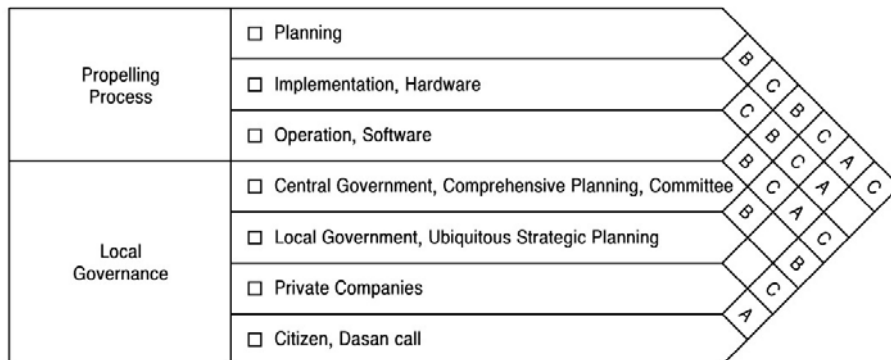 Propelling
Process
Planning
Implementation, Hardware
Operation, Software
Local
Governance
Central Government, Comprehensive Planning, Committee
Local Government, Ubiquitous Strategic Planning
Private Companies
Citizen, Dasan call
B C B C A C
C B C A
B C A C
B B
C
A